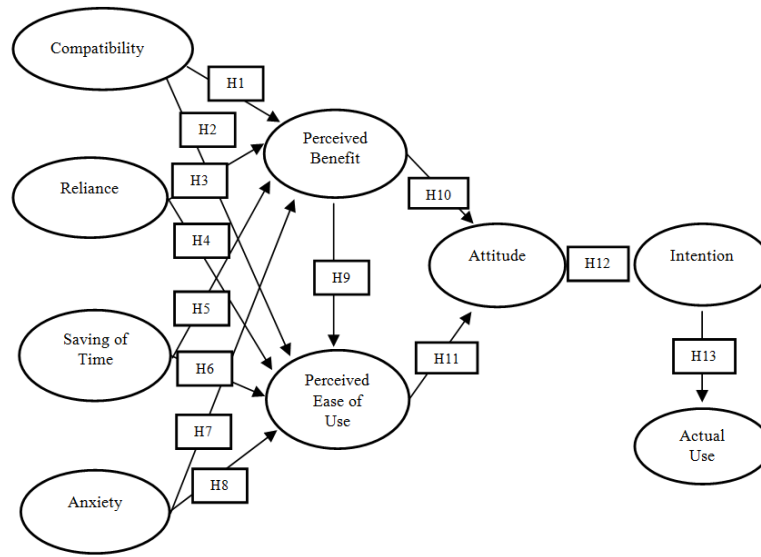 Compatibility
H1
H2
Perceived
Benefit
Reliance
H3
H10
H4
Attitude
H12
Intention
H9
H5
Saving of
Time
H6
H11
H13
Perceived
Ease of
Use
H7
Actual
Use
Anxiety
H8